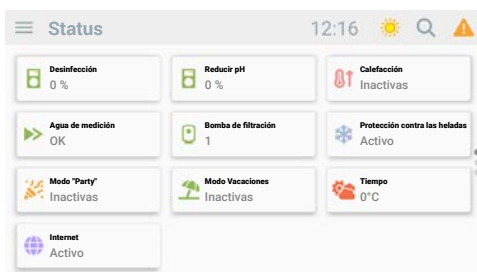 Status 12:16
Desinfección
0 %
Reducir pH
0 %
Calefacción
Inactivas
Agua de medición
OK
Bomba de filtración
1
Protección contra las heladas
Activo
Modo "Party"
Inactivas
Modo Vacaciones
Inactivas
Tiempo
0°C
Internet
Activo